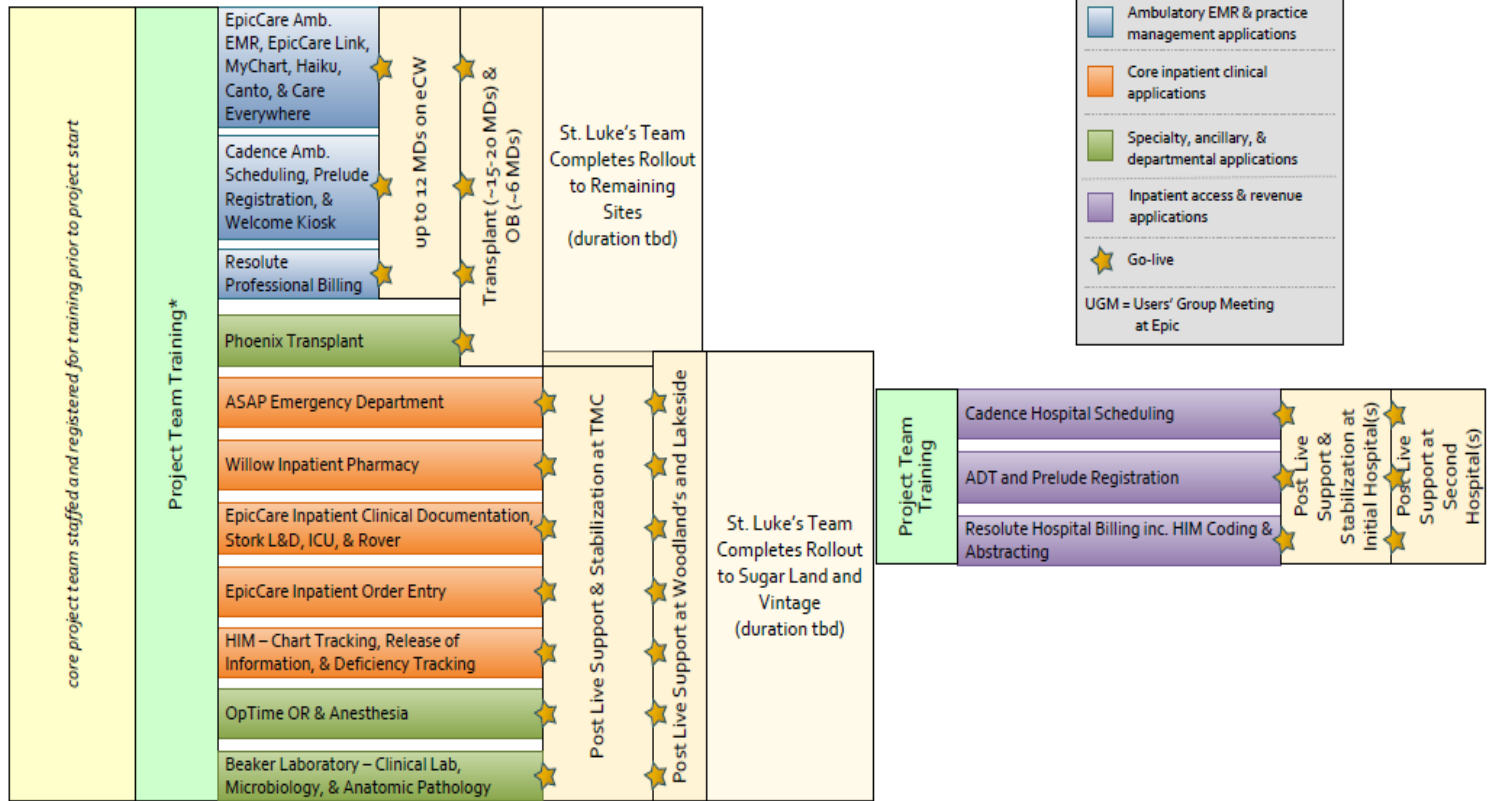 core project team staffed and registered for training prior to project start
Project Team Training*
EpicCare Amb.
EMR, EpicCare Link,
MyChart, Haiku,
Canto, & Care
Everywhere
Cadence Amb.
Scheduling, Prelude
Registration, &
Welcome Kiosk
Resolute
Professional Billing
Phoenix Transplant
up to 12 MDs on eCW
Transplant (~15-20 MDs) &
OB (~6 MDs)
St. Luke's Team
Completes Rollout
to Remaining
Sites
(duration tbd)
ASAP Emergency Department
Willow Inpatient Pharmacy
EpicCare Inpatient Clinical Documentation,
Stork L&D, ICU, & Rover
EpicCare Inpatient Order Entry
HIM – Chart Tracking, Release of
Information, & Deficiency Tracking
OpTime OR & Anesthesia
Beaker Laboratory – Clinical Lab,
Microbiology, & Anatomic Pathology
Post Live Support & Stabilization at TMC
Post Live Support at Woodland's and Lakeside
St. Luke's Team
Completes Rollout
to Sugar Land and
Vintage
(duration tbd)
Ambulatory EMR & practice
management applications
Core inpatient clinical
applications
Specialty, ancillary, &
departmental applications
Inpatient access & revenue
applications
Go-live
UGM = Users' Group Meeting
at Epic
Project Team
Training
Cadence Hospital Scheduling
ADT and Prelude Registration
Resolute Hospital Billing inc. HIM Coding &
Abstracting
Post Live
Support &
Stabilization at
Initial Hospital(s)
Post Live
Support at
Second
Hospital(s)